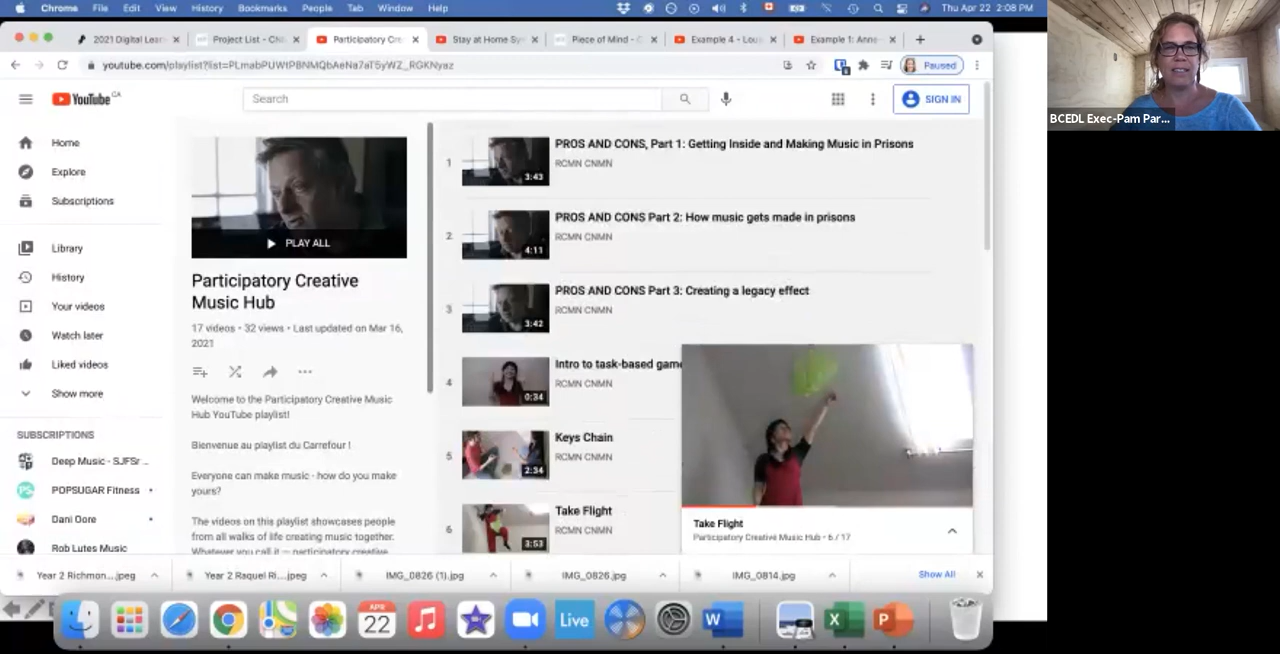 Chrome File Edit View History Bookmarks People Tab Window Help Thu Apr 22 2:08 PM
2021 Digital Lear
Project List - CN
Participatory Cre
Stay at Home Sy
Piece of Mind - C
Example 4 - Lou
Example 1: Anne
youtube.com/playlist?list=PLmabPUWtPBNMQbAeNa7aT5yWZ_RGKNyaz
Paused
YouTube CA
Search
SIGN IN
Home
Explore
Subscriptions
Library
History
Your videos
Watch later
Liked videos
Show more
SUBSCRIPTIONS
Deep Music - SJFSr ...
POPSUGAR Fitness
Dani Oore
Rob Lutes Music
PLAY ALL
Participatory Creative
Music Hub
17 videos • 32 views • Last updated on Mar 16,
2021
Welcome to the Participatory Creative Music
Hub YouTube playlist!
Bienvenue au playlist du Carrefour !
Everyone can make music - how do you make
yours?
The videos on this playlist showcases people
from all walks of life creating music together.
Whatever you call it — participatory creative
1
3:43
PROS AND CONS, Part 1: Getting Inside and Making Music in Prisons
RCMN CNMN
2
4:11
PROS AND CONS Part 2: How music gets made in prisons
RCMN CNMN
3
3:42
PROS AND CONS Part 3: Creating a legacy effect
RCMN CNMN
4
0:34
Intro to task-based game
RCMN CNMN
5
2:34
Keys Chain
RCMN CNMN
6
3:53
Take Flight
RCMN CNMN
Take Flight
Participatory Creative Music Hub • 6 / 17
Year 2 Richmon....jpeg
Year 2 Raquel Ri....jpeg
IMG_0826 (1).jpg
IMG_0826.jpg
IMG_0814.jpg
Show All
APR
22
Live
W
X
P
BCEDL Exec-Pam Par...